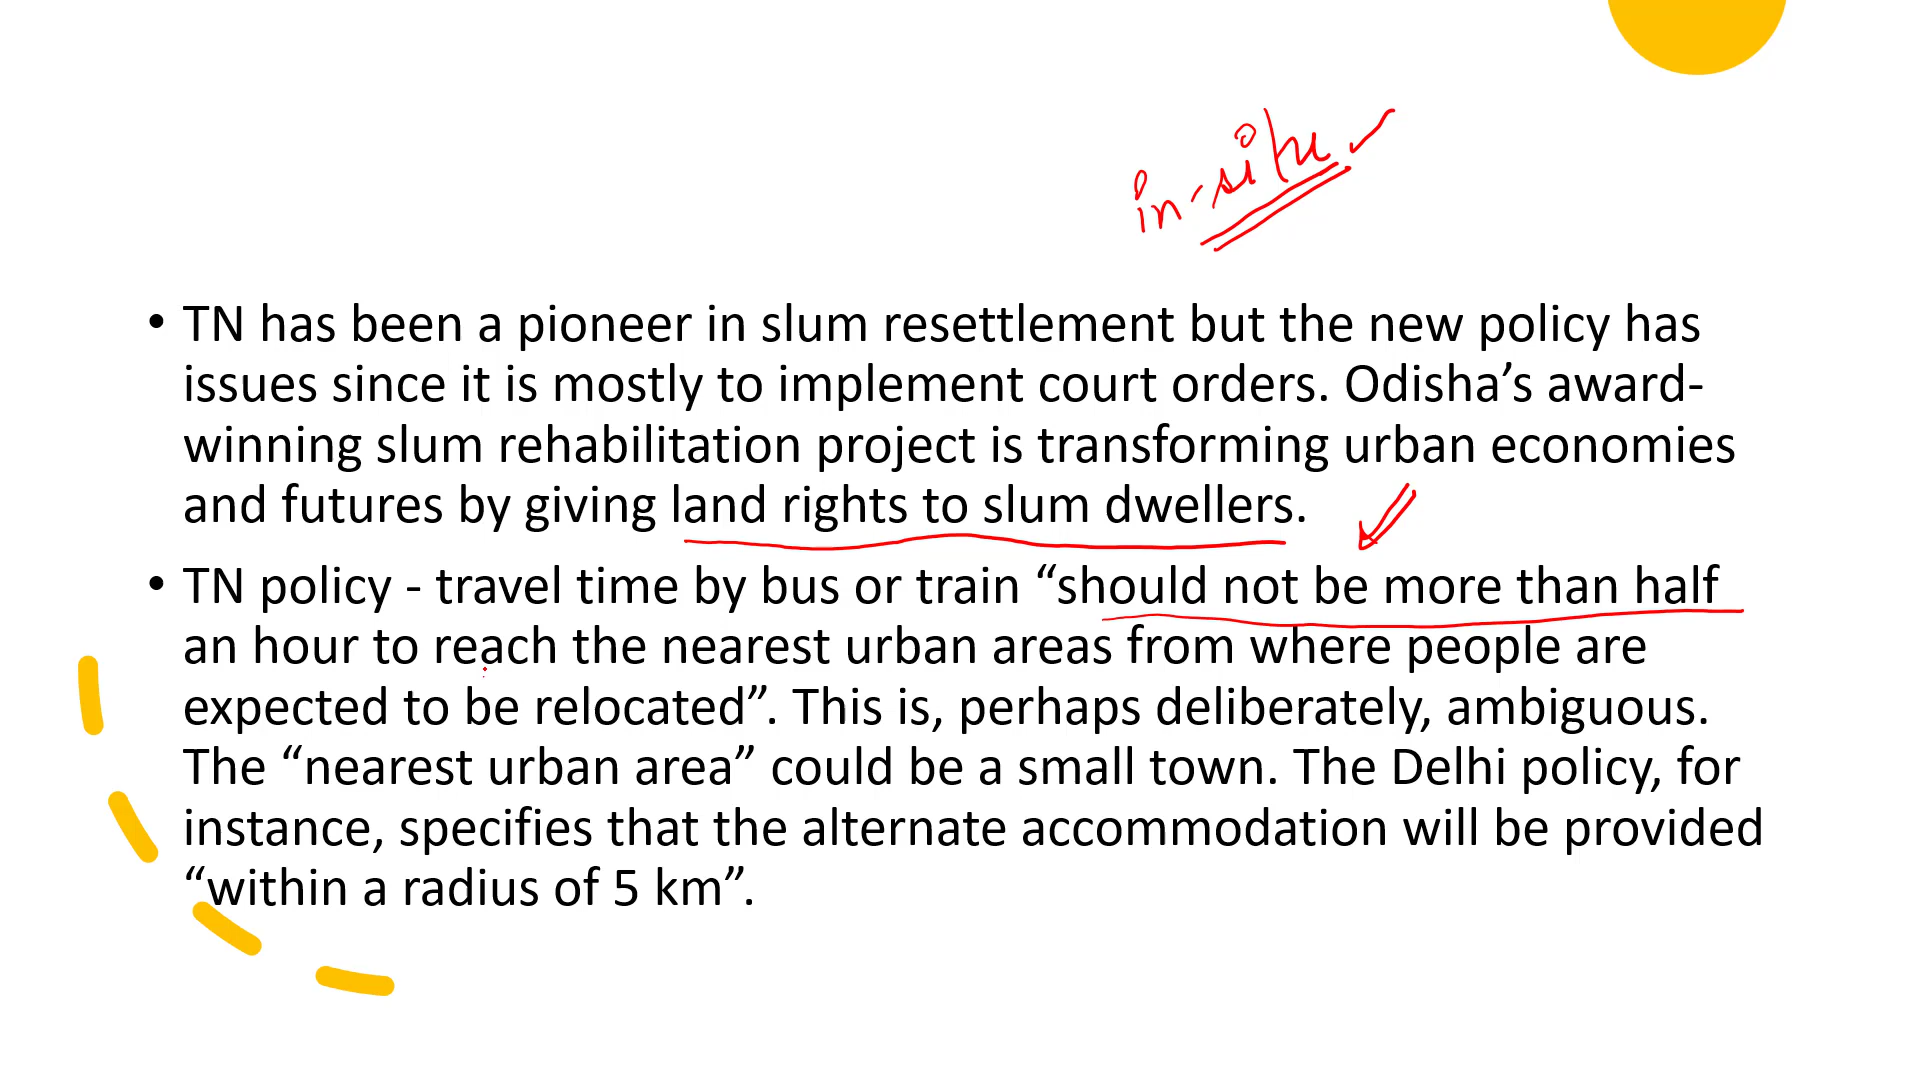 in-situ
• TN has been a pioneer in slum resettlement but the new policy has
issues since it is mostly to implement court orders. Odisha’s award-
winning slum rehabilitation project is transforming urban economies
and futures by giving land rights to slum dwellers.
• TN policy - travel time by bus or train “should not be more than half
an hour to reach the nearest urban areas from where people are
expected to be relocated”. This is, perhaps deliberately, ambiguous.
The “nearest urban area” could be a small town. The Delhi policy, for
instance, specifies that the alternate accommodation will be provided
“within a radius of 5 km”.